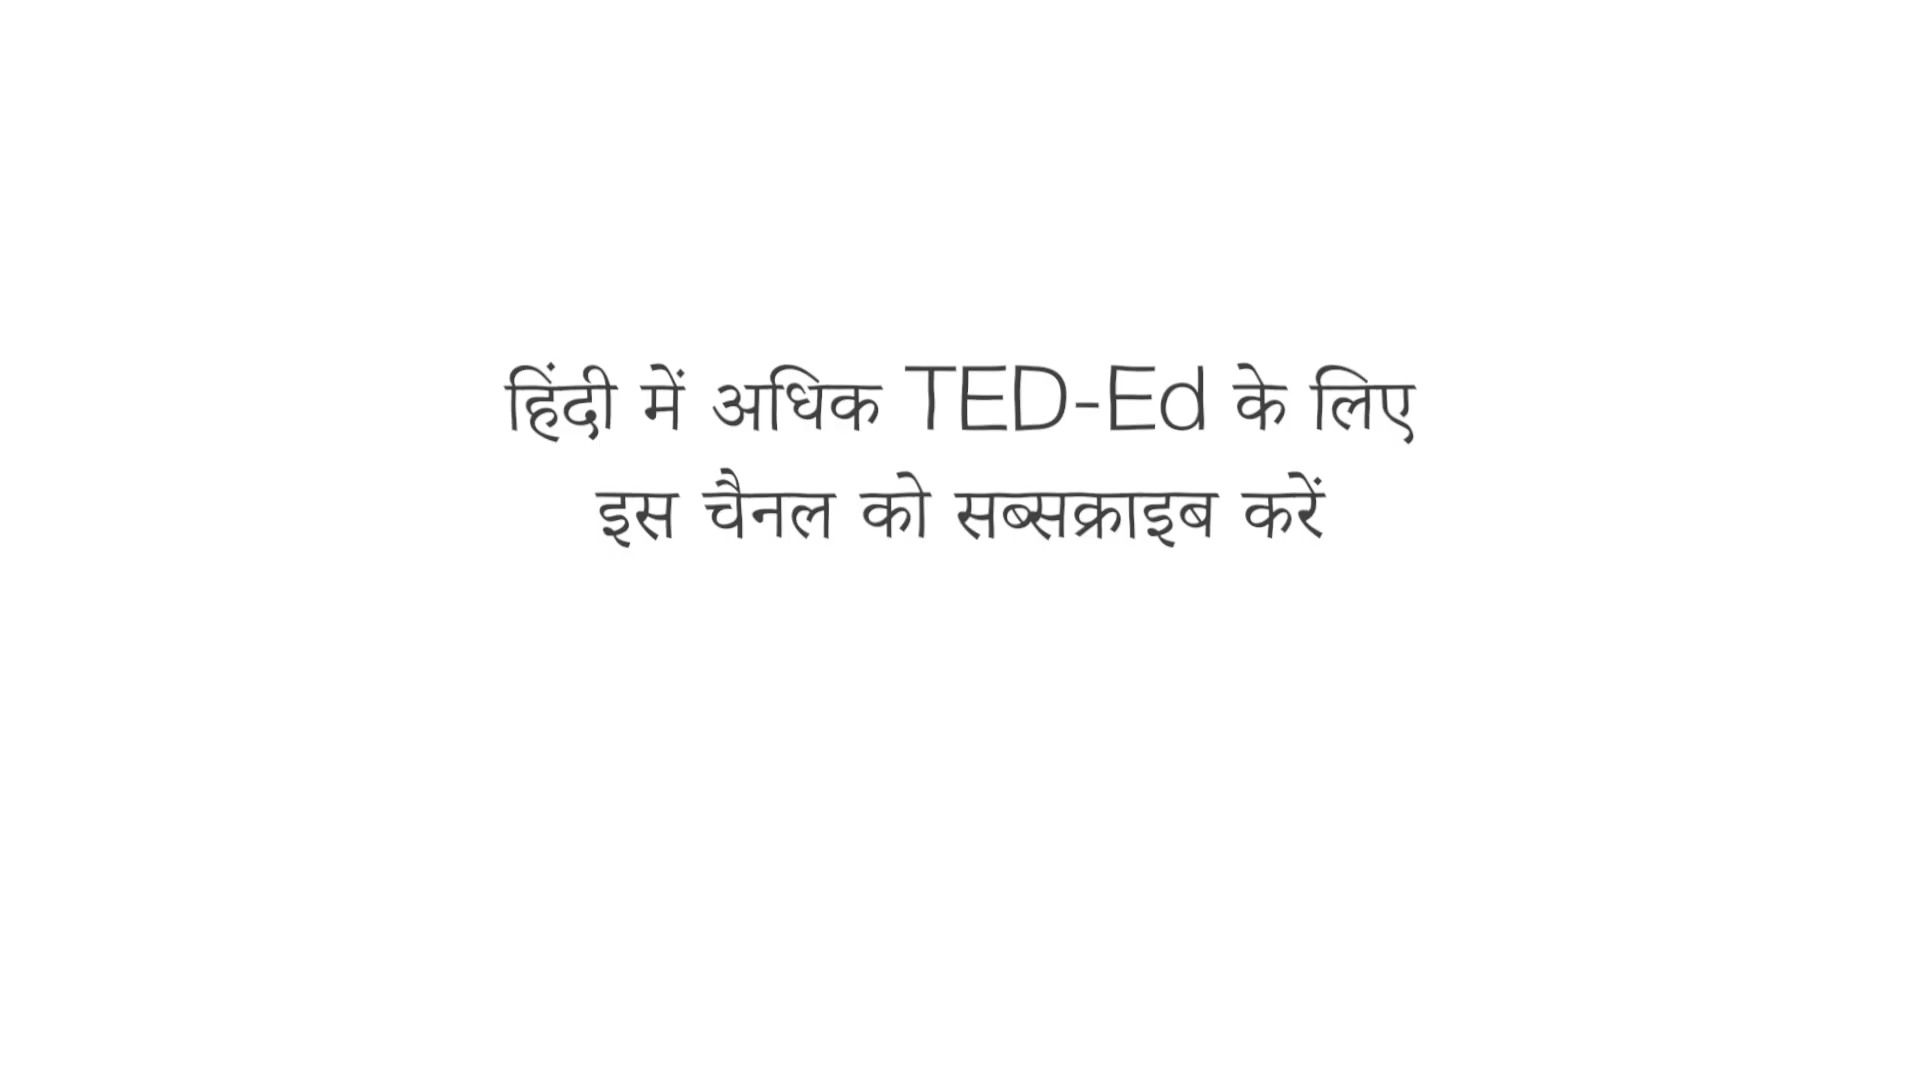 हिंदी में अधिक TED-Ed के लिए
इस चैनल को सब्सक्राइब करें